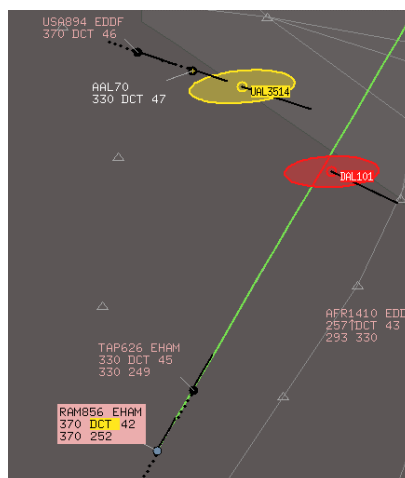 USA894 EDDF
370 DCT 46
AAL70
330 DCT 47
UAL3514
DAL101
AFR1410 EDD
257↑DCT 43
293 330
TAP626 EHAM
330 DCT 45
330 249
RAM856 EHAM
370 DCT 42
370 252